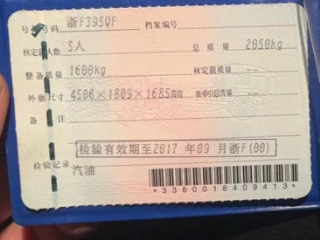 号牌号码 浙F395QF 档案编号
核定载人数 5人 总质量 2050kg
整备质量 1600kg 核定载质量 --
外廓尺寸 4506×1809×1685 准牵引总质量 --
备注
检验有效期至2017年09月浙F(00)
检验记录
汽油
*3380018409413*